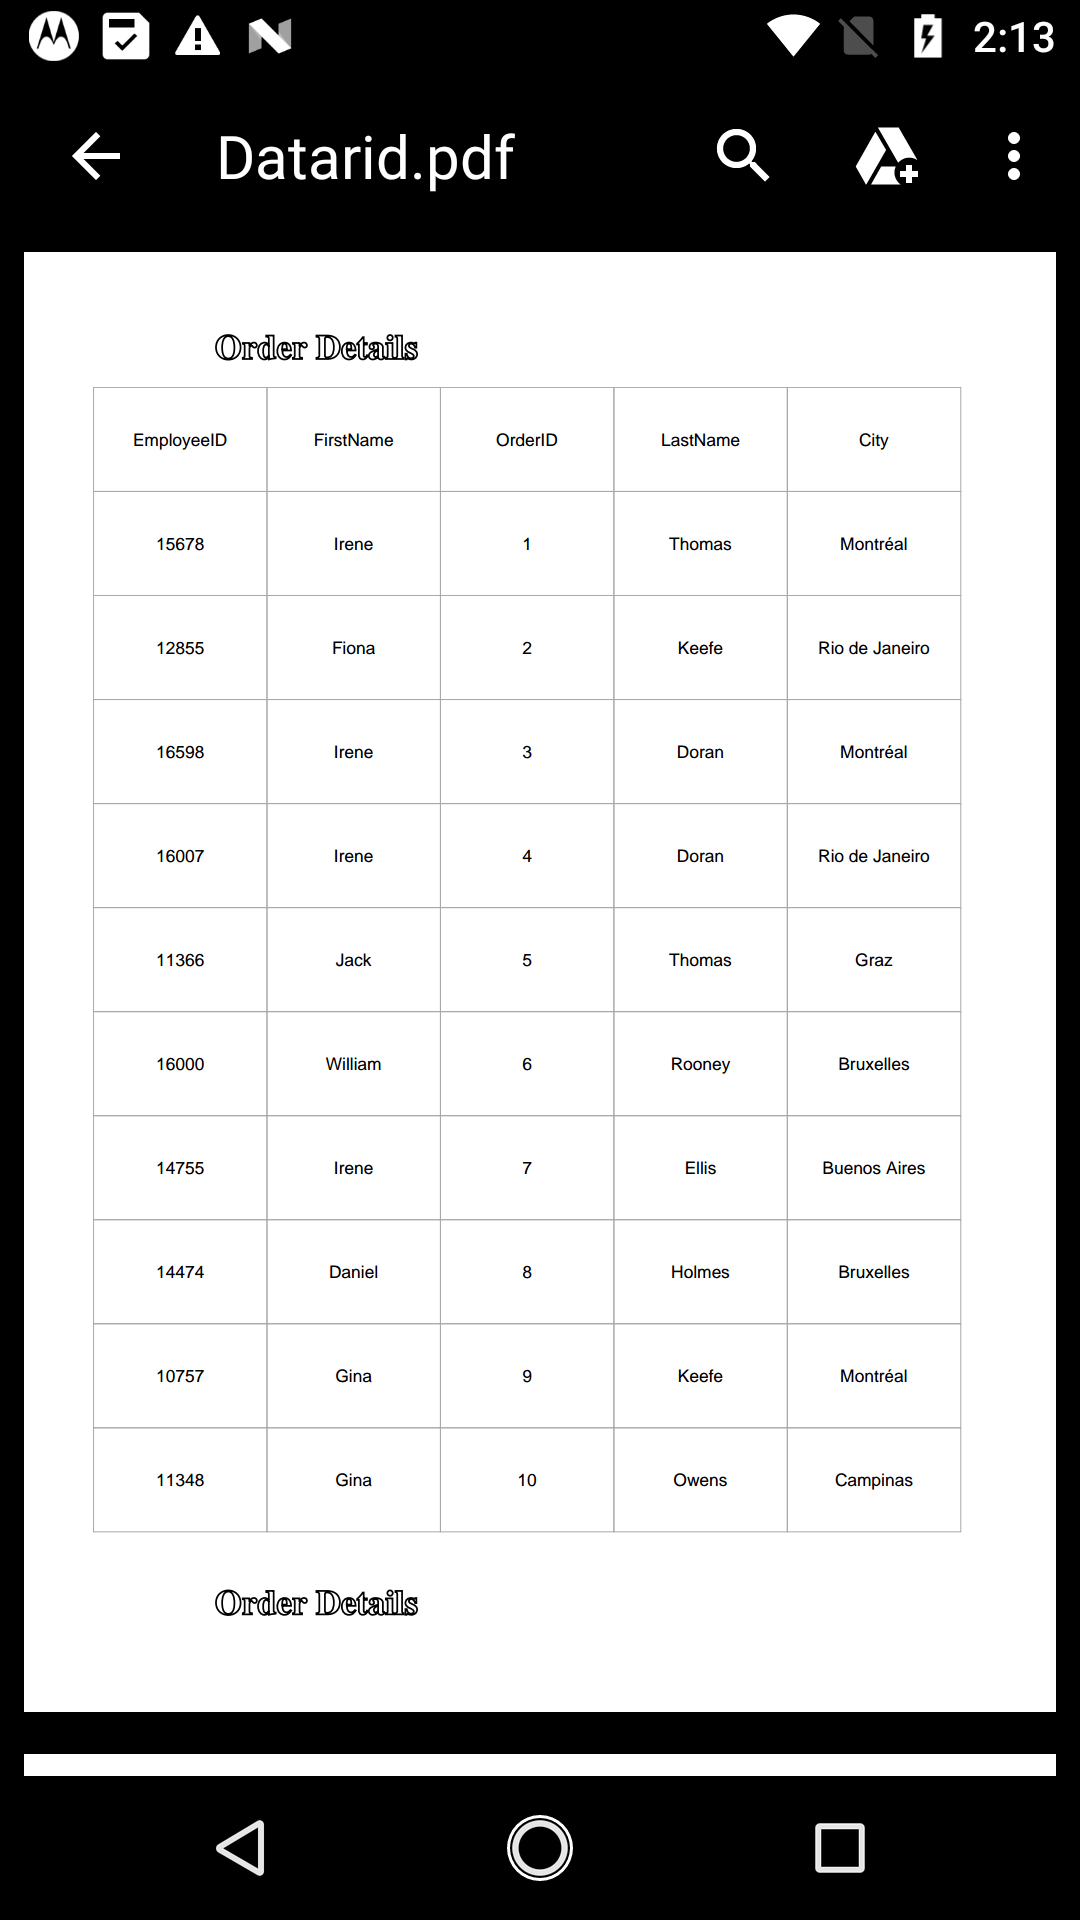 2:13
Datarid.pdf
Order Details
EmployeeID FirstName OrderID LastName City
15678 Irene 1 Thomas Montréal
12855 Fiona 2 Keefe Rio de Janeiro
16598 Irene 3 Doran Montréal
16007 Irene 4 Doran Rio de Janeiro
11366 Jack 5 Thomas Graz
16000 William 6 Rooney Bruxelles
14755 Irene 7 Ellis Buenos Aires
14474 Daniel 8 Holmes Bruxelles
10757 Gina 9 Keefe Montréal
11348 Gina 10 Owens Campinas
Order Details